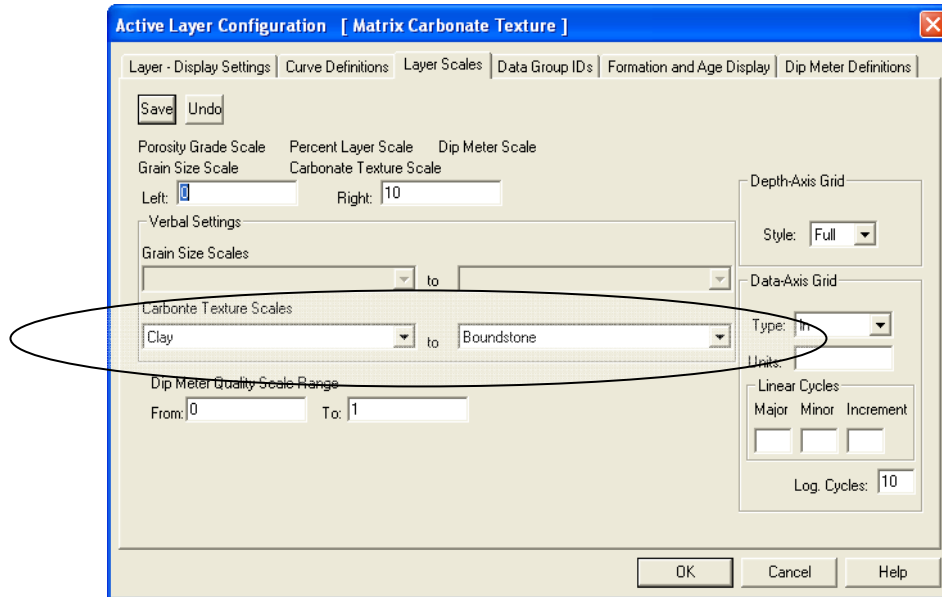 Active Layer Configuration [ Matrix Carbonate Texture ]
Layer - Display Settings Curve Definitions Layer Scales Data Group IDs Formation and Age Display Dip Meter Definitions
Save Undo
Porosity Grade Scale Percent Layer Scale Dip Meter Scale
Grain Size Scale Carbonate Texture Scale
Left: 0 Right: 10
Verbal Settings
Grain Size Scales
to
Carbonte Texture Scales
Clay to Boundstone
Dip Meter Quality Scale Range
From: 0 To: 1
Depth-Axis Grid
Style: Full
Data-Axis Grid
Type: ln
Units:
Linear Cycles
Major Minor Increment
Log. Cycles: 10
OK Cancel Help